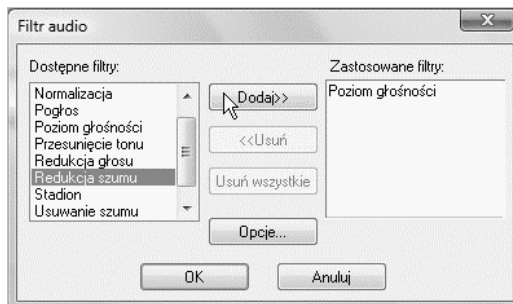 Filtr audio
Dostępne filtry:
Normalizacja
Pogłos
Poziom głośności
Przesunięcie tonu
Redukcja głosu
Redukcja szumu
Stadion
Usuwanie szumu
Dodaj>>
<<Usuń
Usuń wszystkie
Opcje...
Zastosowane filtry:
Poziom głośności
OK
Anuluj